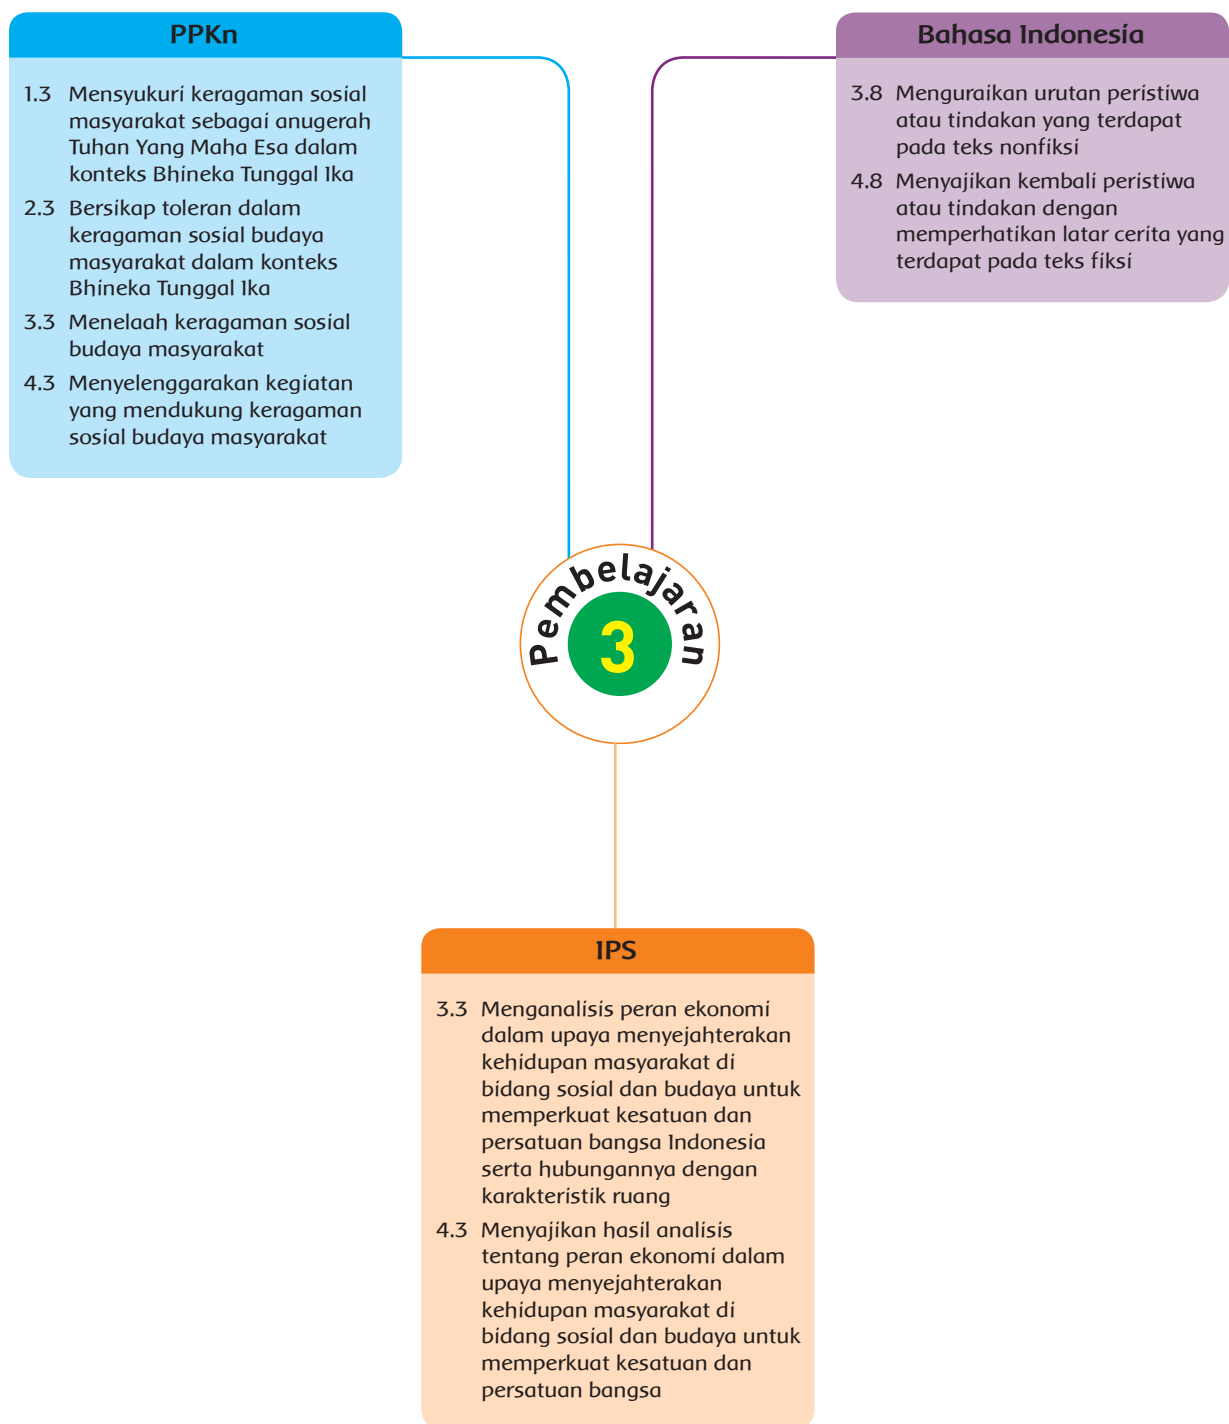 PPKn
1.3 Mensyukuri keragaman sosial
masyarakat sebagai anugerah
Tuhan Yang Maha Esa dalam
konteks Bhineka Tunggal Ika
2.3 Bersikap toleran dalam
keragaman sosial budaya
masyarakat dalam konteks
Bhineka Tunggal Ika
3.3 Menelaah keragaman sosial
budaya masyarakat
4.3 Menyelenggarakan kegiatan
yang mendukung keragaman
sosial budaya masyarakat
Bahasa Indonesia
3.8 Menguraikan urutan peristiwa
atau tindakan yang terdapat
pada teks nonfiksi
4.8 Menyajikan kembali peristiwa
atau tindakan dengan
memperhatikan latar cerita yang
terdapat pada teks fiksi
Pembelajaran
3
IPS
3.3 Menganalisis peran ekonomi
dalam upaya menyejahterakan
kehidupan masyarakat di
bidang sosial dan budaya untuk
memperkuat kesatuan dan
persatuan bangsa Indonesia
serta hubungannya dengan
karakteristik ruang
4.3 Menyajikan hasil analisis
tentang peran ekonomi dalam
upaya menyejahterakan
kehidupan masyarakat di
bidang sosial dan budaya untuk
memperkuat kesatuan dan
persatuan bangsa